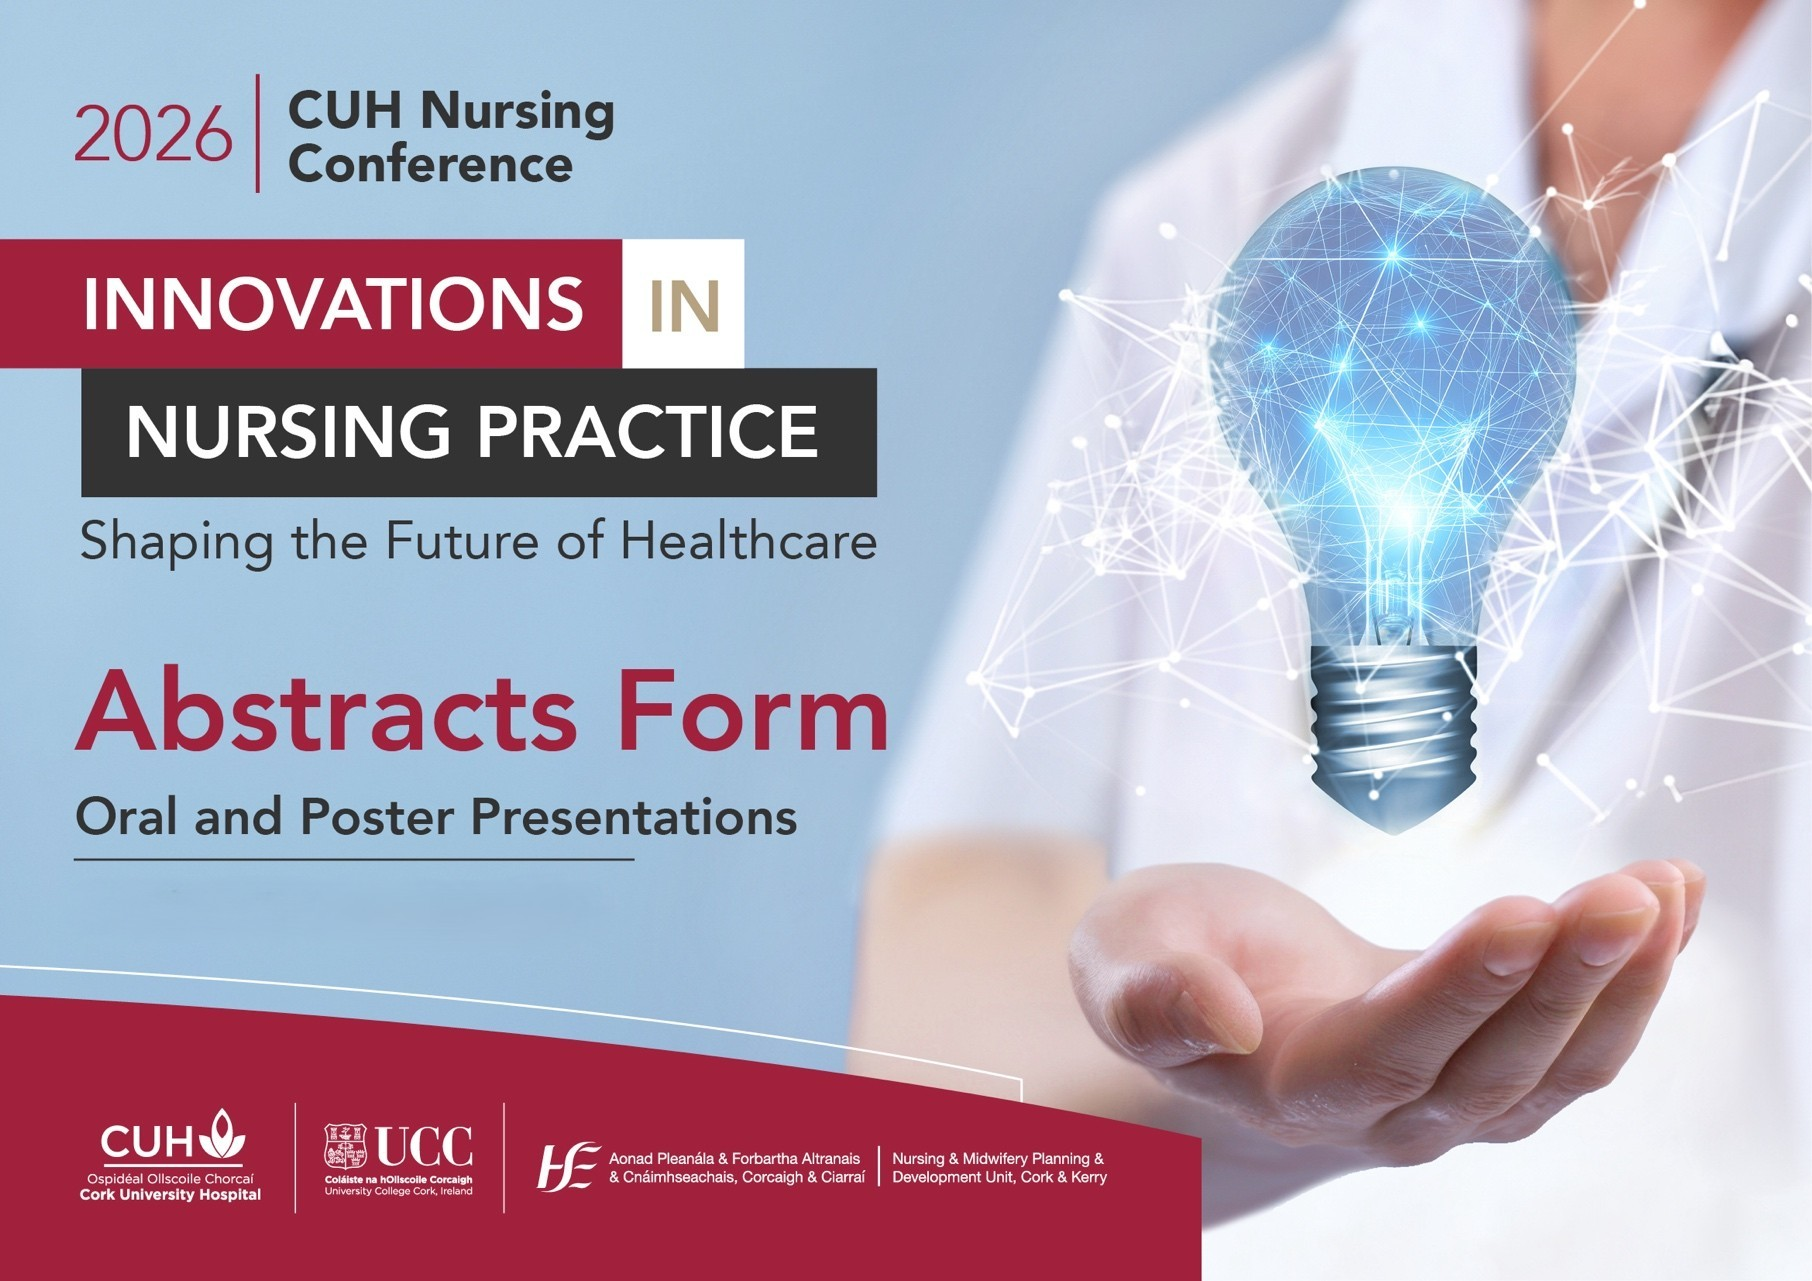 2026
CUH Nursing
Conference
INNOVATIONS IN
NURSING PRACTICE
Shaping the Future of Healthcare
Abstracts Form
Oral and Poster Presentations
CUH
Ospidéal Ollscoile Chorcaí
Cork University Hospital
UCC
Coláiste na hOllscoile Corcaigh
University College Cork, Ireland
Aonad Pleanála & Forbartha Altranais
& Cnáimhseachais, Corcaigh & Ciarraí
Nursing & Midwifery Planning &
Development Unit, Cork & Kerry